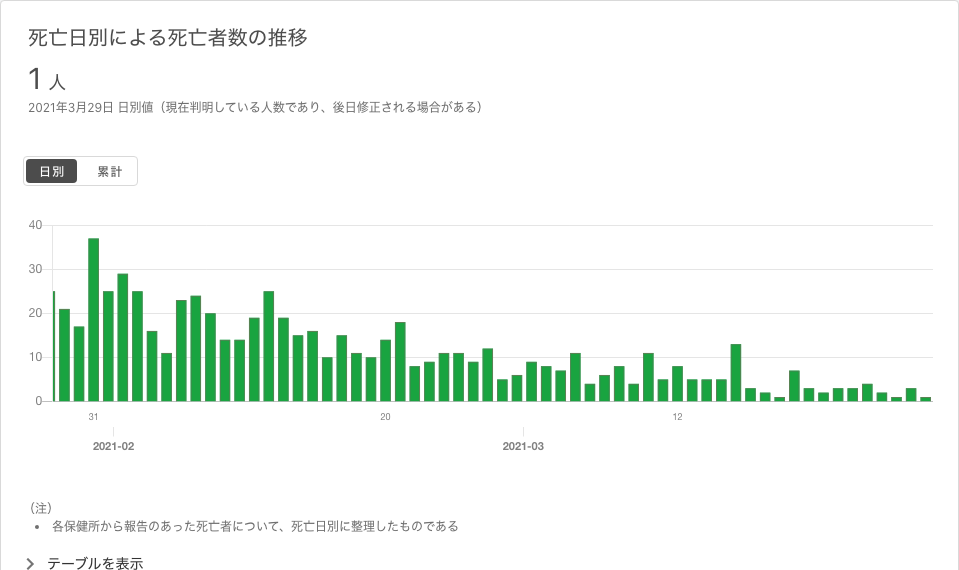 死亡日別による死亡者数の推移
1 人
2021年3月29日 日別値（現在判明している人数であり、後日修正される場合がある）
日別 累計
40
30
20
10
0
31 20 12
2021-02 2021-03
（注）
• 各保健所から報告のあった死亡者について、死亡日別に整理したものである
テーブルを表示